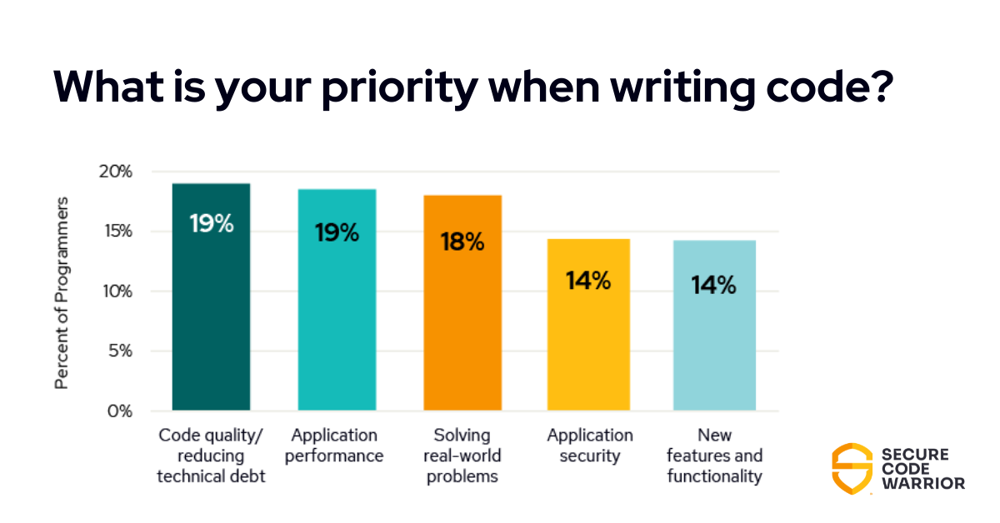 What is your priority when writing code?
Percent of Programmers
20%
15%
10%
5%
0%
19%
19%
18%
14%
14%
Code quality/
reducing
technical debt
Application
performance
Solving
real-world
problems
Application
security
New
features and
functionality
SECURE
CODE
WARRIOR